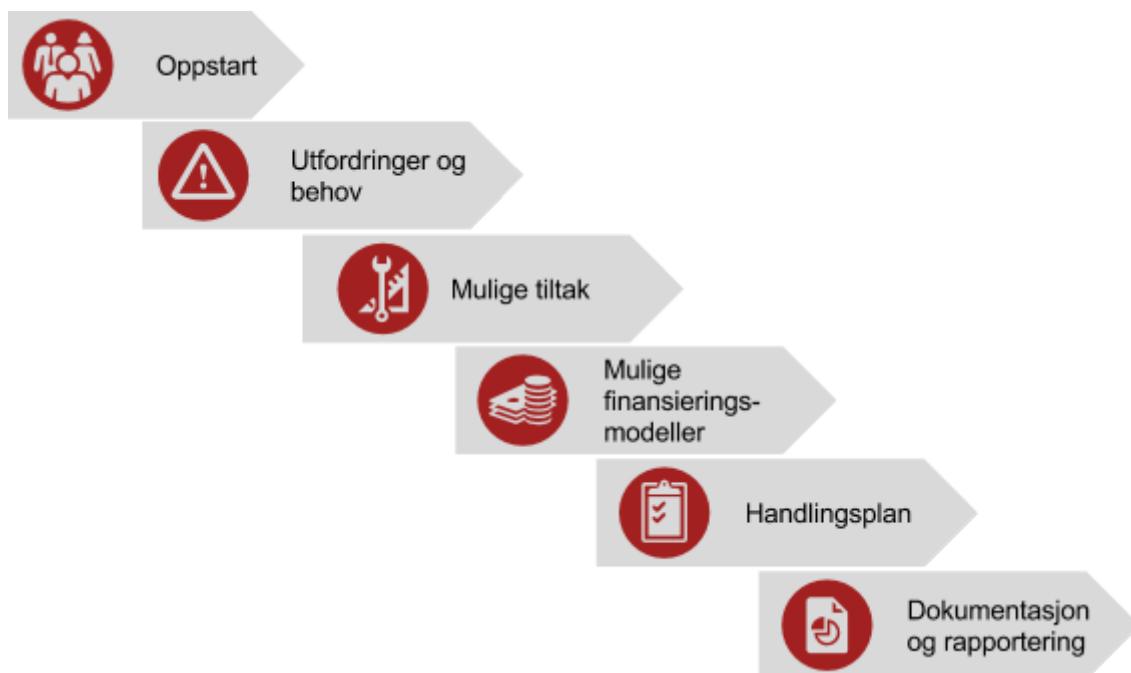 Oppstart
Utfordringer og
behov
Mulige tiltak
Mulige
finansierings-
modeller
Handlingsplan
Dokumentasjon
og rapportering